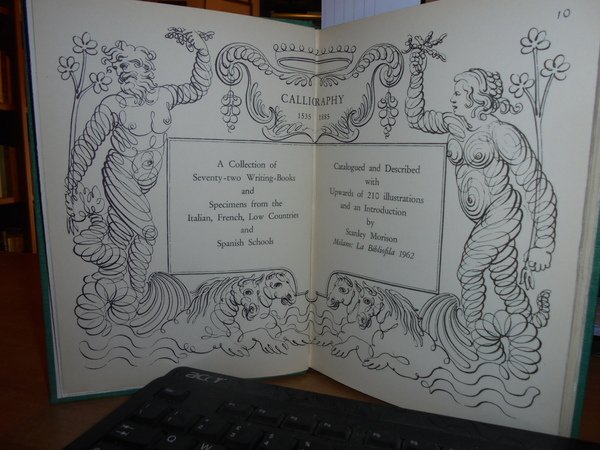 10
CALLIGRAPHY
1535 1885
A Collection of
Seventy-two Writing-Books
and
Specimens from the
Italian, French, Low Countries
and
Spanish Schools
Catalogued and Described
with
Upwards of 210 illustrations
and an Introduction
by
Stanley Morison
Milano: La Bibliofila 1962
acer
Q W